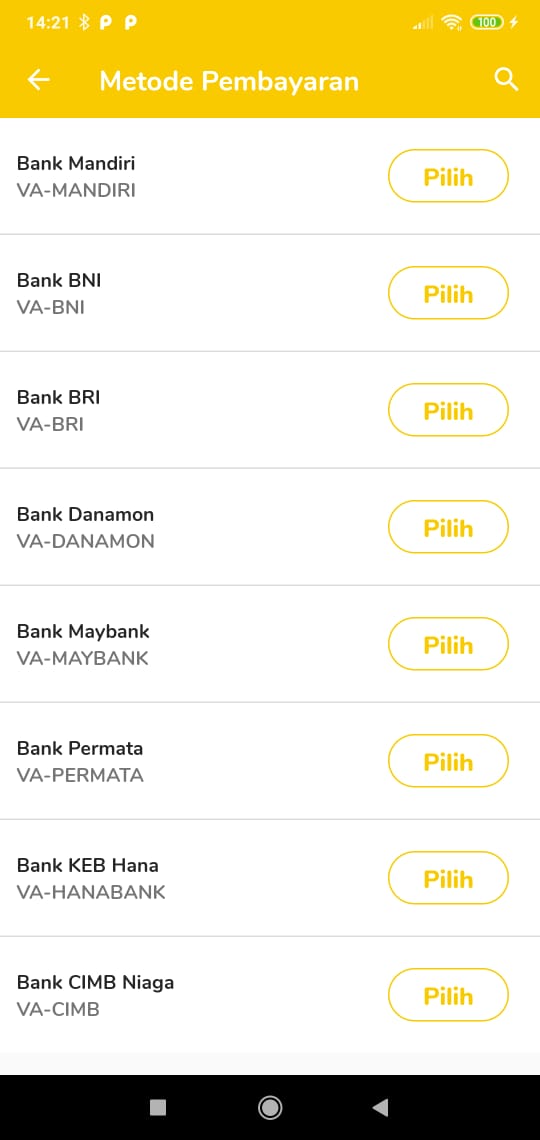 14:21
100
Metode Pembayaran
Bank Mandiri
VA-MANDIRI
Pilih
Bank BNI
VA-BNI
Pilih
Bank BRI
VA-BRI
Pilih
Bank Danamon
VA-DANAMON
Pilih
Bank Maybank
VA-MAYBANK
Pilih
Bank Permata
VA-PERMATA
Pilih
Bank KEB Hana
VA-HANABANK
Pilih
Bank CIMB Niaga
VA-CIMB
Pilih